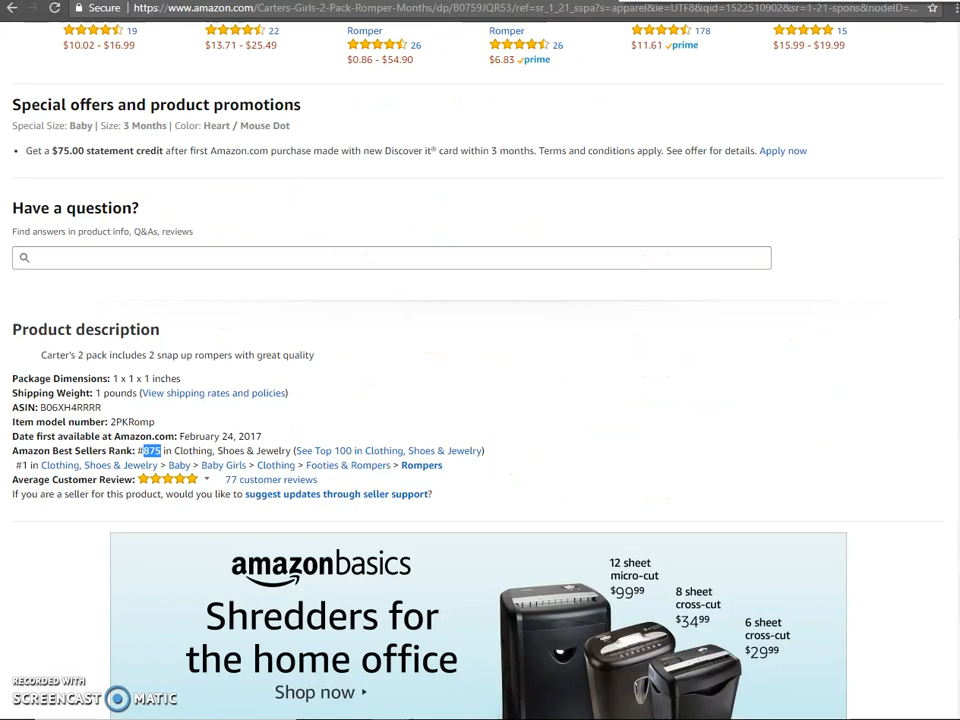 Secure https://www.amazon.com/Carters-Girls-2-Pack-Romper-Months/dp/B0759JQR53/ref=sr_1_21_sspa?s=apparel&ie=UTF8&qid=1522510902&sr=1-21-spons&nodeID=...
19 22 Romper Romper 178 15
$10.02 - $16.99 $13.71 - $25.49 26 26 $11.61 prime $15.99 - $19.99
$0.86 - $54.90 $6.83 prime
Special offers and product promotions
Special Size: Baby | Size: 3 Months | Color: Heart / Mouse Dot
• Get a $75.00 statement credit after first Amazon.com purchase made with new Discover it® card within 3 months. Terms and conditions apply. See offer for details. Apply now
Have a question?
Find answers in product info, Q&As, reviews
Product description
Carter's 2 pack includes 2 snap up rompers with great quality
Package Dimensions: 1 x 1 x 1 inches
Shipping Weight: 1 pounds (View shipping rates and policies)
ASIN: B06XH4RRRR
Item model number: 2PKRomp
Date first available at Amazon.com: February 24, 2017
Amazon Best Sellers Rank: #875 in Clothing, Shoes & Jewelry (See Top 100 in Clothing, Shoes & Jewelry)
#1 in Clothing, Shoes & Jewelry > Baby > Baby Girls > Clothing > Footies & Rompers > Rompers
Average Customer Review: 77 customer reviews
If you are a seller for this product, would you like to suggest updates through seller support?
amazonbasics
Shredders for
the home office
Shop now
12 sheet
micro-cut
$99.99
8 sheet
cross-cut
$34.99
6 sheet
cross-cut
$29.99
RECORDED WITH
SCREENCAST MATIC